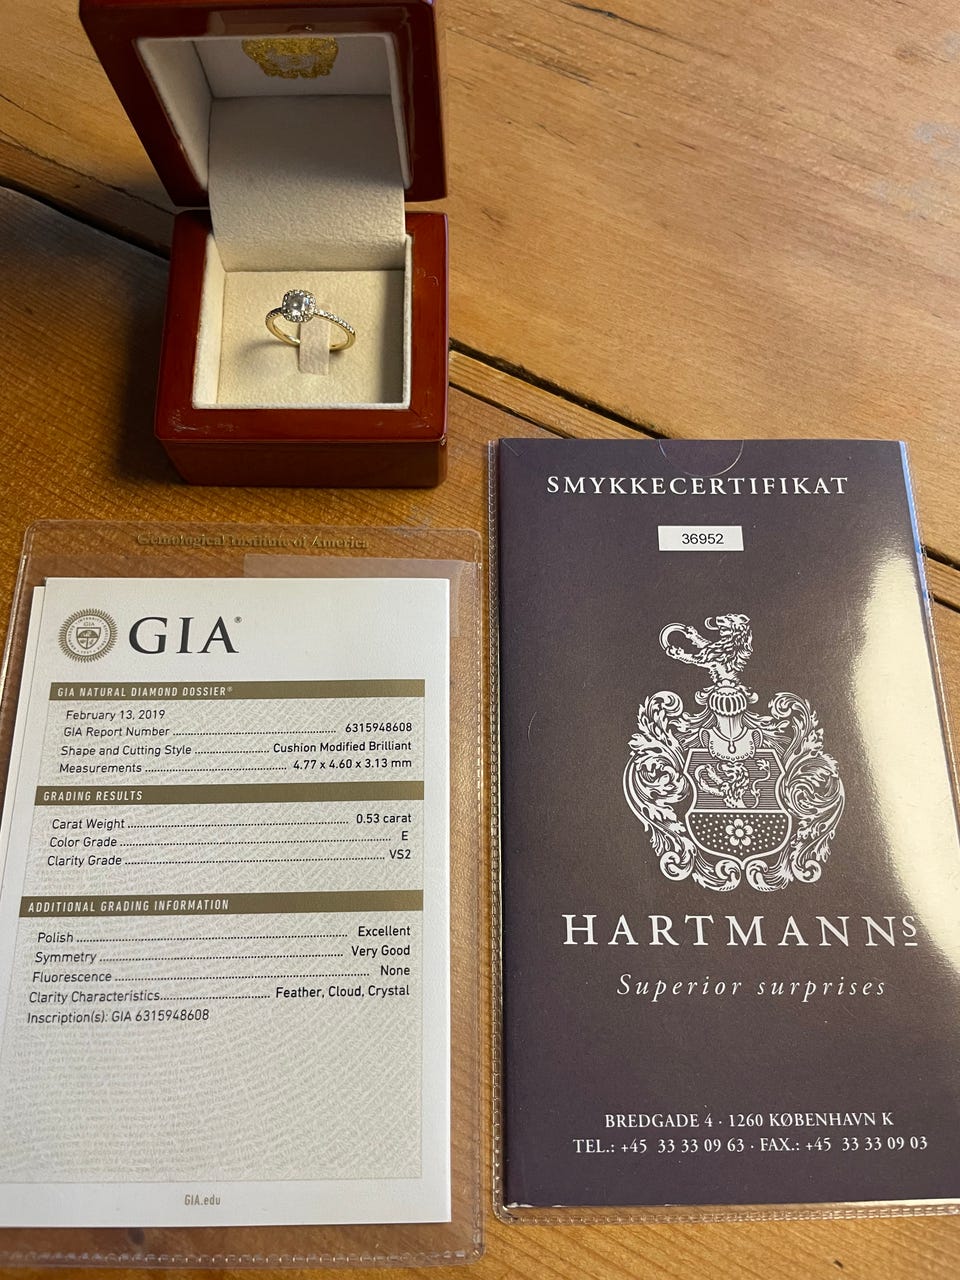 Gemological Institute of America
GIA®
GIA NATURAL DIAMOND DOSSIER®
February 13, 2019
GIA Report Number 6315948608
Shape and Cutting Style Cushion Modified Brilliant
Measurements 4.77 x 4.60 x 3.13 mm
GRADING RESULTS
Carat Weight 0.53 carat
Color Grade E
Clarity Grade VS2
ADDITIONAL GRADING INFORMATION
Polish Excellent
Symmetry Very Good
Fluorescence None
Clarity Characteristics Feather, Cloud, Crystal
Inscription(s): GIA 6315948608
GIA.edu
SMYKKECERTIFIKAT
36952
HARTMANNS
Superior surprises
BREDGADE 4 · 1260 KØBENHAVN K
TEL.: +45 33 33 09 63 · FAX.: +45 33 33 09 03